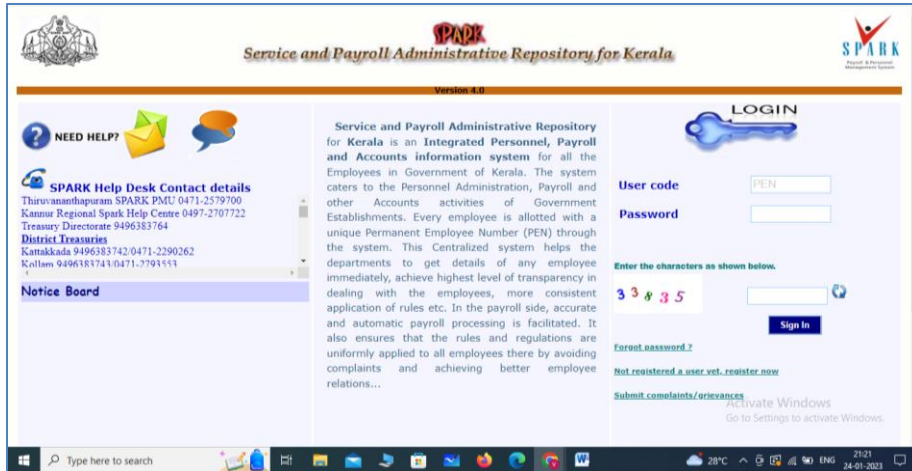 SPARK
Service and Payroll Administrative Repository for Kerala
SPARK
Payroll & Personnel
Management System
Version 4.0
NEED HELP?
SPARK Help Desk Contact details
Thiruvananthapuram SPARK PMU 0471-2579700
Kannur Regional Spark Help Centre 0497-2707722
Treasury Directorate 9496383764
District Treasuries
Kattakkada 9496383742/0471-2290262
Kollam 9496383743/0471-2793553
Notice Board
Service and Payroll Administrative Repository
for Kerala is an Integrated Personnel, Payroll
and Accounts information system for all the
Employees in Government of Kerala. The system
caters to the Personnel Administration, Payroll and
other Accounts activities of Government
Establishments. Every employee is allotted with a
unique Permanent Employee Number (PEN) through
the system. This Centralized system helps the
departments to get details of any employee
immediately, achieve highest level of transparency in
dealing with the employees, more consistent
application of rules etc. In the payroll side, accurate
and automatic payroll processing is facilitated. It
also ensures that the rules and regulations are
uniformly applied to all employees there by avoiding
complaints and achieving better employee
relations...
LOGIN
User code
PEN
Password
Enter the characters as shown below.
3 3 8 3 5
Sign In
Forgot password ?
Not registered a user yet, register now
Submit complaints/grievances
Activate Windows
Go to Settings to activate Windows.
Type here to search
28°C
ENG
21:21
24-01-2023